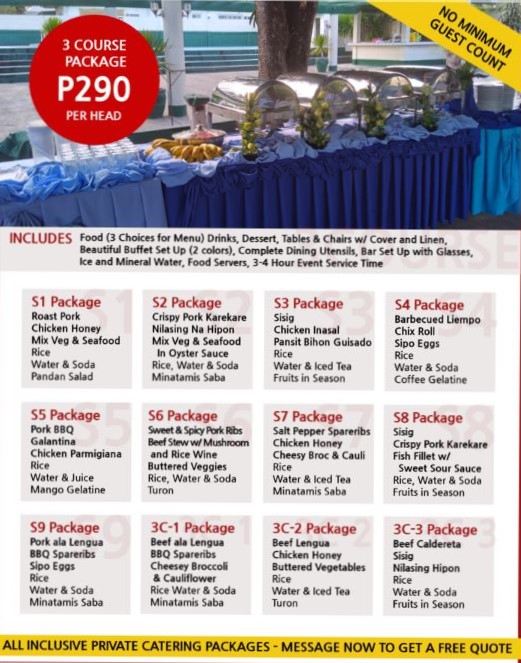 NO MINIMUM
GUEST COUNT
3 COURSE
PACKAGE
P290
PER HEAD
INCLUDES Food (3 Choices for Menu) Drinks, Dessert, Tables & Chairs w/ Cover and Linen,
Beautiful Buffet Set Up (2 colors), Complete Dining Utensils, Bar Set Up with Glasses,
Ice and Mineral Water, Food Servers, 3-4 Hour Event Service Time
S1 Package
Roast Pork
Chicken Honey
Mix Veg & Seafood
Rice
Water & Soda
Pandan Salad
S2 Package
Crispy Pork Karekare
Nilasing Na Hipon
Mix Veg & Seafood
In Oyster Sauce
Rice, Water & Soda
Minatamis Saba
S3 Package
Sisig
Chicken Inasal
Pansit Bihon Guisado
Rice
Water & Iced Tea
Fruits in Season
S4 Package
Barbecued Liempo
Chix Roll
Sipo Eggs
Rice
Water & Soda
Coffee Gelatine
S5 Package
Pork BBQ
Galantina
Chicken Parmigiana
Rice
Water & Juice
Mango Gelatine
S6 Package
Sweet & Spicy Pork Ribs
Beef Stew w/ Mushroom
and Rice Wine
Buttered Veggies
Rice, Water & Soda
Turon
S7 Package
Salt Pepper Spareribs
Chicken Honey
Cheesy Broc & Cauli
Rice
Water & Iced Tea
Minatamis Saba
S8 Package
Sisig
Crispy Pork Karekare
Fish Fillet w/
Sweet Sour Sauce
Rice, Water & Soda
Fruits in Season
S9 Package
Pork ala Lengua
BBQ Spareribs
Sipo Eggs
Rice
Water & Soda
Minatamis Saba
3C-1 Package
Beef ala Lengua
BBQ Spareribs
Cheesey Broccoli
& Cauliflower
Rice Water & Soda
Minatamis Saba
3C-2 Package
Beef Lengua
Chicken Honey
Buttered Vegetables
Rice
Water & Iced Tea
Turon
3C-3 Package
Beef Caldereta
Sisig
Nilasing Hipon
Rice
Water & Soda
Fruits in Season
ALL INCLUSIVE PRIVATE CATERING PACKAGES - MESSAGE NOW TO GET A FREE QUOTE